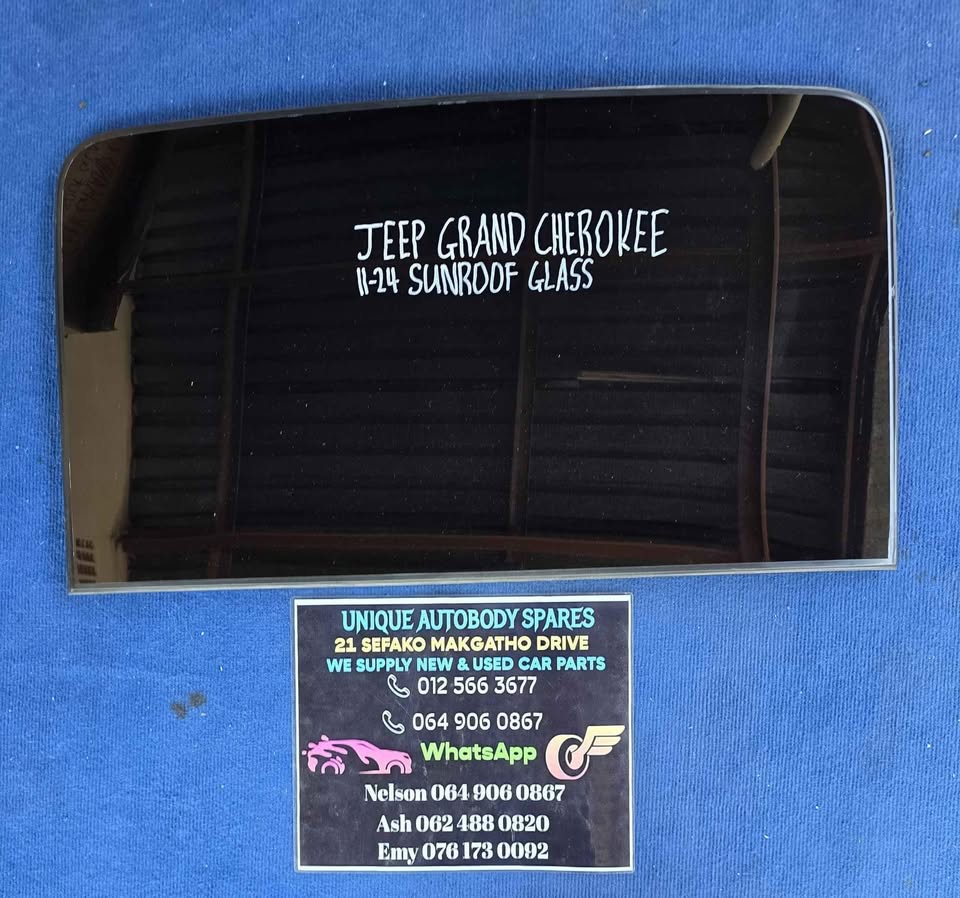 JEEP GRAND CHEROKEE
11-24 SUNROOF GLASS
UNIQUE AUTOBODY SPARES
21 SEFAKO MAKGATHO DRIVE
WE SUPPLY NEW & USED CAR PARTS
012 566 3677
064 906 0867
WhatsApp
Nelson 064 906 0867
Ash 062 488 0820
Emy 076 173 0092